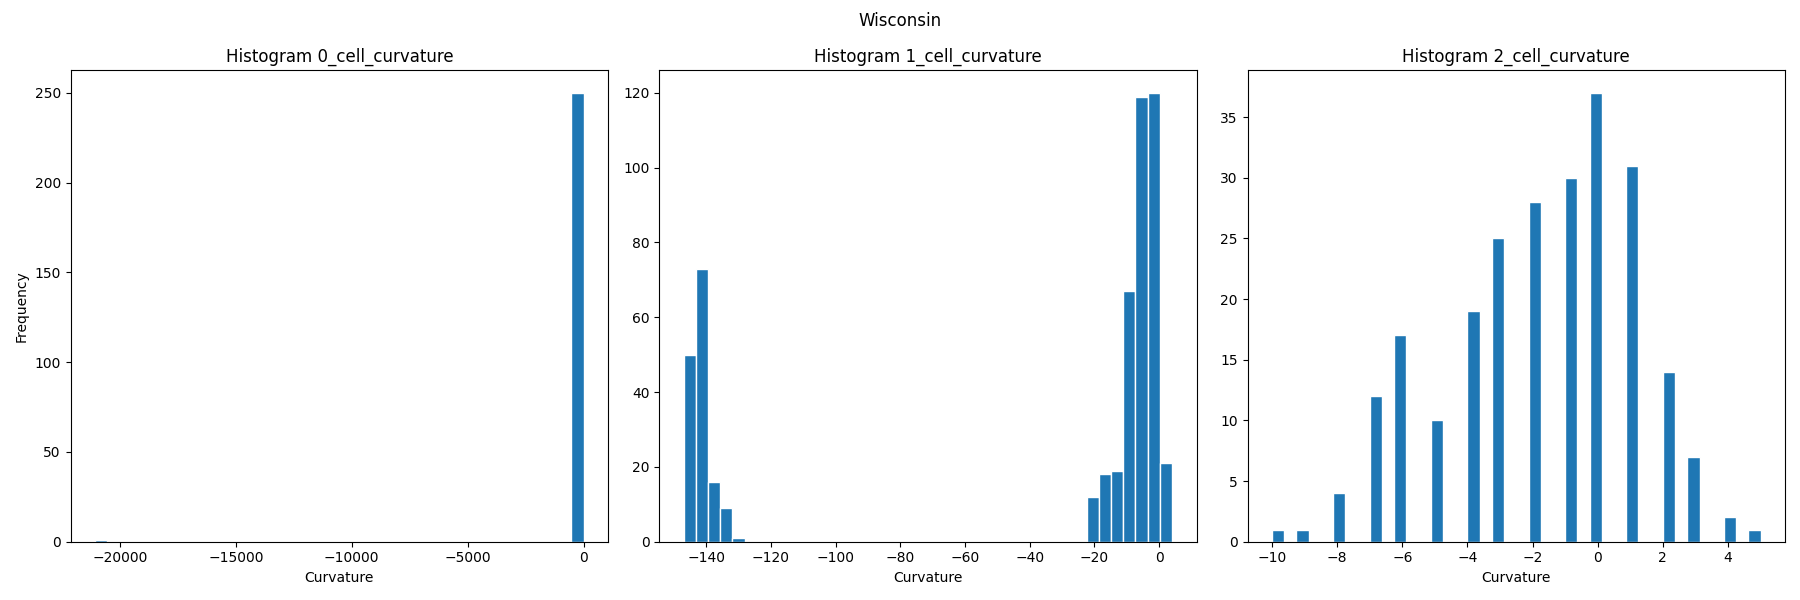 Wisconsin
Histogram 0_cell_curvature
Histogram 1_cell_curvature
Histogram 2_cell_curvature
250
200
150
100
50
0
Frequency
−20000 −15000 −10000 −5000 0
Curvature
120
100
80
60
40
20
0
−140 −120 −100 −80 −60 −40 −20 0
Curvature
35
30
25
20
15
10
5
0
−10 −8 −6 −4 −2 0 2 4
Curvature